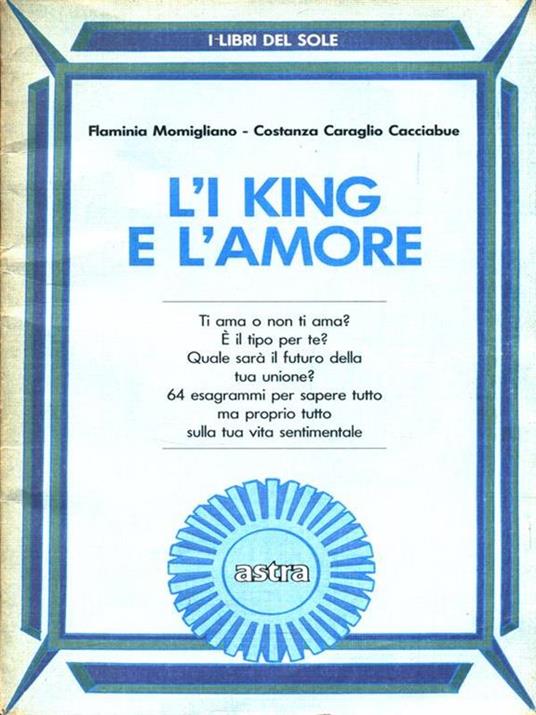 I LIBRI DEL SOLE
Flaminia Momigliano - Costanza Caraglio Cacciabue
L'I KING
E L'AMORE
Ti ama o non ti ama?
È il tipo per te?
Quale sarà il futuro della
tua unione?
64 esagrammi per sapere tutto
ma proprio tutto
sulla tua vita sentimentale
astra